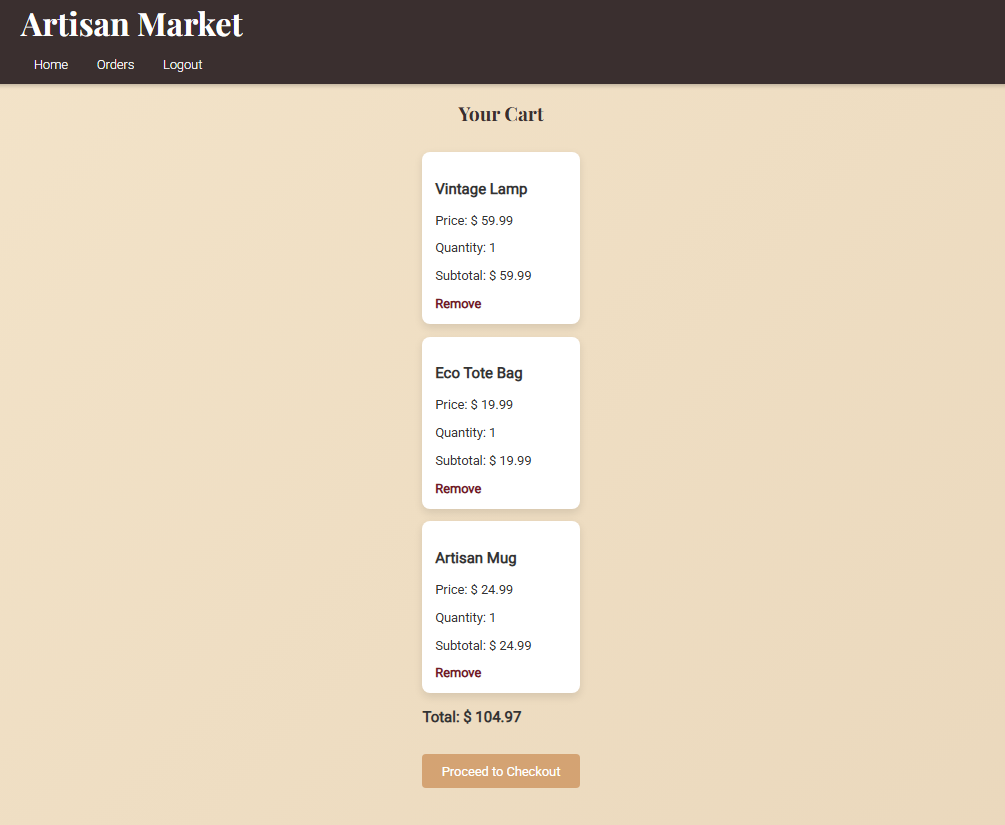 Artisan Market
Home Orders Logout
Your Cart
Vintage Lamp
Price: $ 59.99
Quantity: 1
Subtotal: $ 59.99
Remove
Eco Tote Bag
Price: $ 19.99
Quantity: 1
Subtotal: $ 19.99
Remove
Artisan Mug
Price: $ 24.99
Quantity: 1
Subtotal: $ 24.99
Remove
Total: $ 104.97
Proceed to Checkout